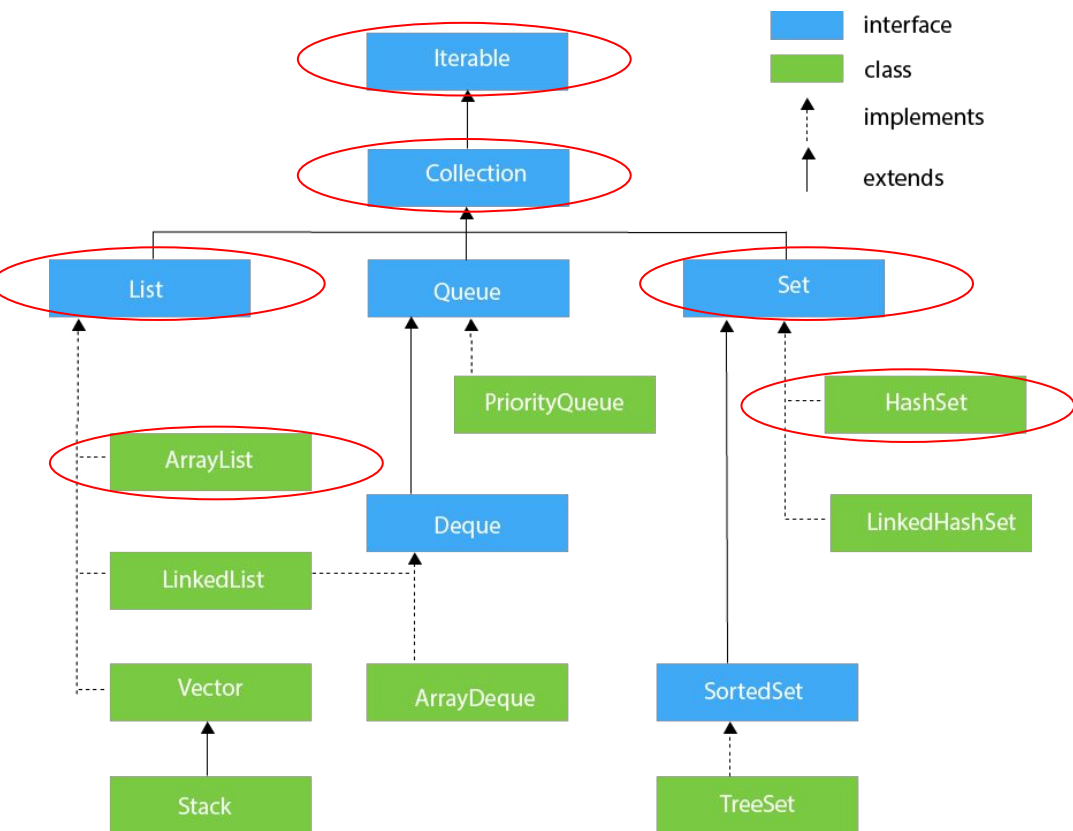 Iterable
interface
class
implements
extends
Collection
List
Queue
Set
PriorityQueue
HashSet
ArrayList
Deque
LinkedHashSet
LinkedList
Vector
ArrayDeque
SortedSet
Stack
TreeSet